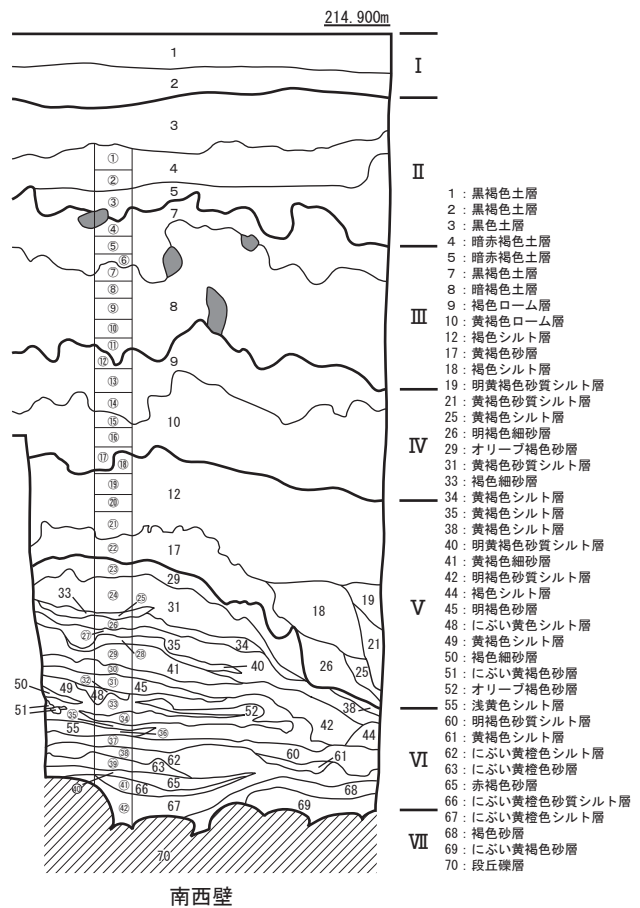 214.900m
1
2
3
①
4
②
5
③
7
④
⑤
⑥
⑦
⑧
8
⑨
⑩
⑪
⑫
9
⑬
⑭
10
⑮
⑯
⑰
⑱
⑲
12
⑳
㉑
㉒
17
㉓
29
㉔
33
㉕
31
18
19
㉖
㉗
㉘
35
34
21
㉙
40
26
25
㉚
41
㉛
㉜
50
49
48
45
㉝
38
51
52
㉟
㉞
42
44
55
㊱
㊲
㊳
62
60
61
㊴
63
㊵
㊶
66
65
68
㊷
67
69
70
Ⅰ
Ⅱ
Ⅲ
Ⅳ
Ⅴ
Ⅵ
Ⅶ
1：黒褐色土層
2：黒褐色土層
3：黒色土層
4：暗赤褐色土層
5：暗赤褐色土層
7：黒褐色土層
8：暗褐色土層
9：褐色ローム層
10：黄褐色ローム層
12：褐色シルト層
17：黄褐色砂層
18：褐色シルト層
19：明黄褐色砂質シルト層
21：黄褐色砂質シルト層
25：黄褐色シルト層
26：明褐色細砂層
29：オリーブ褐色砂層
31：黄褐色砂質シルト層
33：褐色細砂層
34：黄褐色シルト層
35：黄褐色シルト層
38：黄褐色シルト層
40：明黄褐色砂質シルト層
41：黄褐色細砂層
42：明褐色砂質シルト層
44：褐色シルト層
45：明褐色砂層
48：にぶい黄褐色シルト層
49：黄褐色シルト層
50：褐色細砂層
51：にぶい黄褐色砂層
52：オリーブ褐色砂層
55：浅黄色シルト層
60：明褐色砂質シルト層
61：黄褐色シルト層
62：にぶい黄橙色シルト層
63：にぶい黄橙色砂層
65：赤褐色砂層
66：にぶい黄橙色砂質シルト層
67：にぶい黄橙色シルト層
68：褐色砂層
69：にぶい黄褐色砂層
70：段丘礫層
南西壁